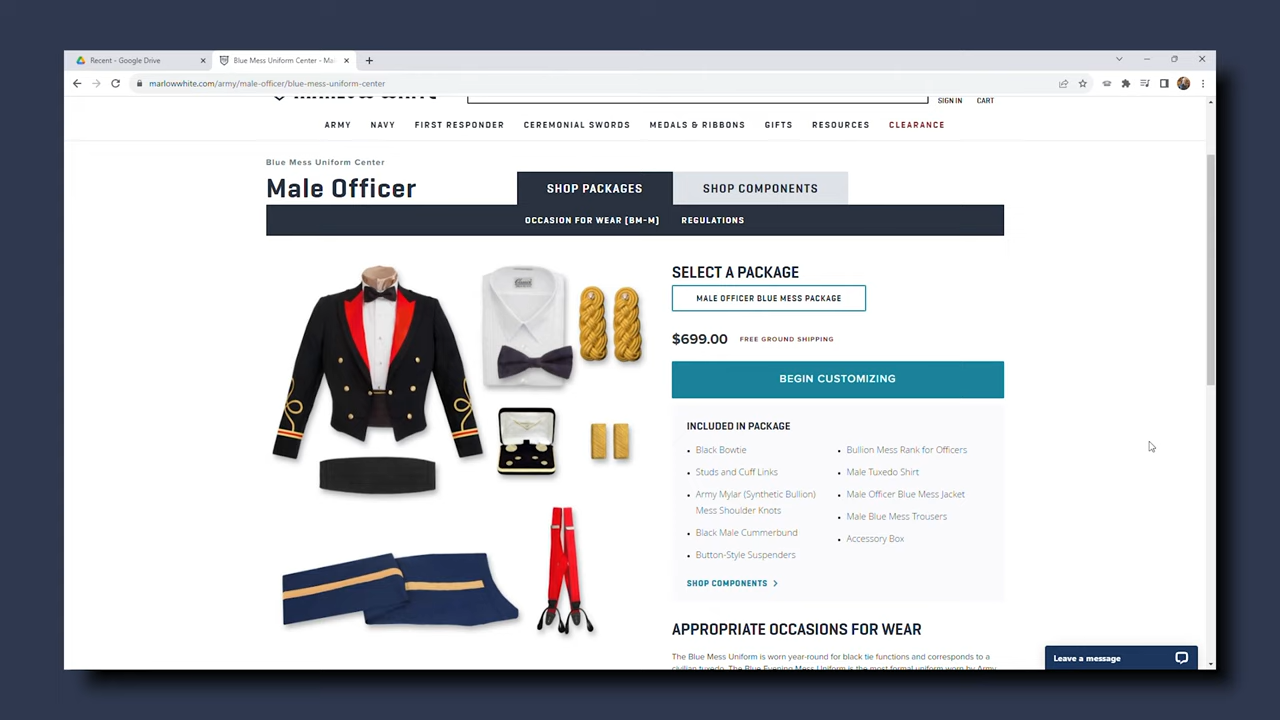 Recent - Google Drive
Blue Mess Uniform Center - Ma
marlowwhite.com/army/male-officer/blue-mess-uniform-center
SIGN IN CART
ARMY NAVY FIRST RESPONDER CEREMONIAL SWORDS MEDALS & RIBBONS GIFTS RESOURCES CLEARANCE
Blue Mess Uniform Center
Male Officer
SHOP PACKAGES
SHOP COMPONENTS
OCCASION FOR WEAR (BM-M) REGULATIONS
SELECT A PACKAGE
MALE OFFICER BLUE MESS PACKAGE
$699.00 FREE GROUND SHIPPING
BEGIN CUSTOMIZING
INCLUDED IN PACKAGE
Black Bowtie
Studs and Cuff Links
Army Mylar (Synthetic Bullion)
Mess Shoulder Knots
Black Male Cummerbund
Button-Style Suspenders
Bullion Mess Rank for Officers
Male Tuxedo Shirt
Male Officer Blue Mess Jacket
Male Blue Mess Trousers
Accessory Box
SHOP COMPONENTS
APPROPRIATE OCCASIONS FOR WEAR
The Blue Mess Uniform is worn year-round for black tie functions and corresponds to a
civilian tuxedo. The Blue Evening Mess Uniform is the most formal uniform worn by Army
Leave a message